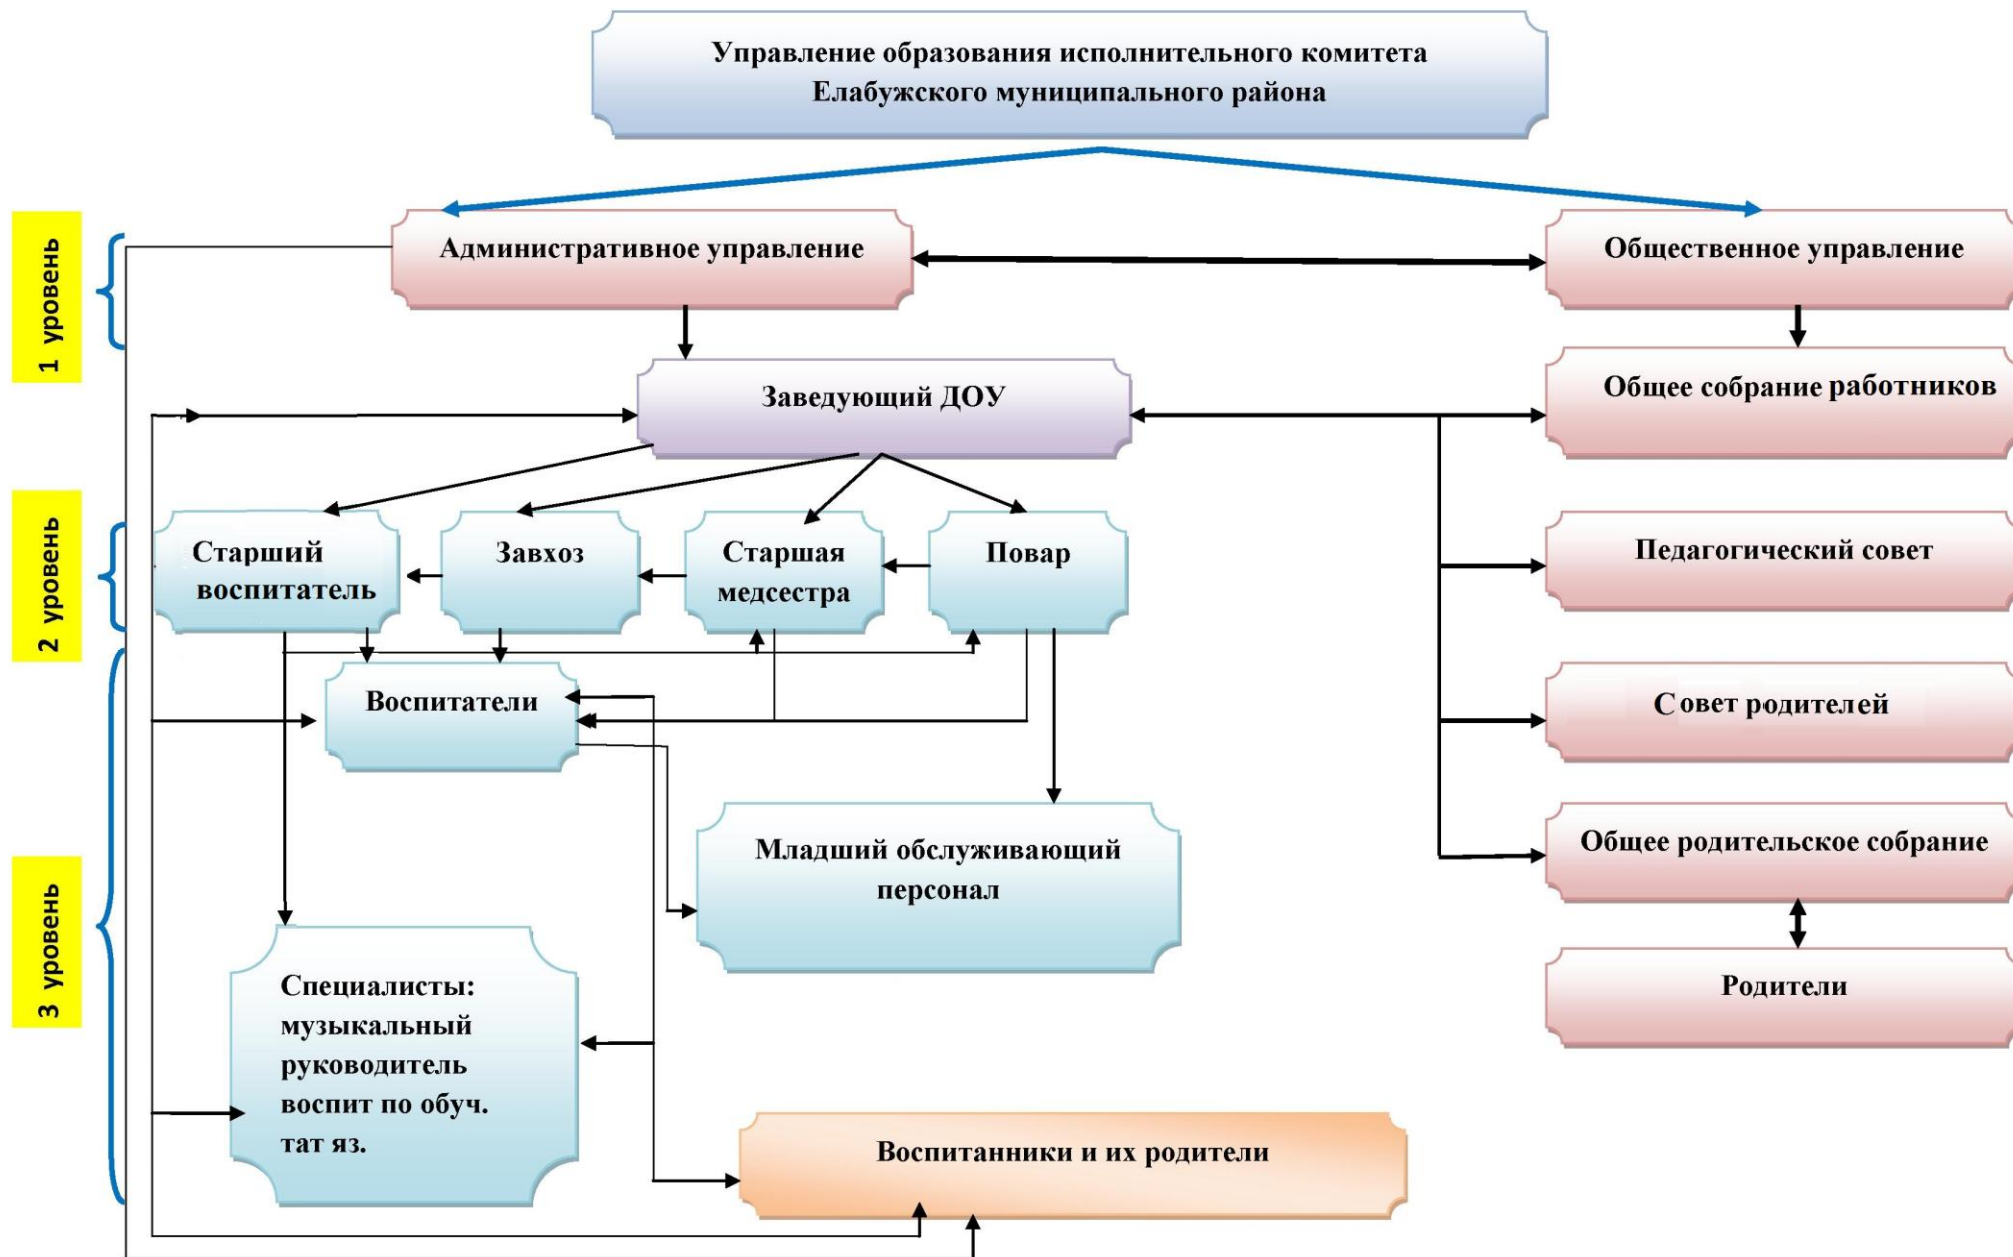 Управление образования исполнительного комитета
Елабужского муниципального района
1 уровень
Административное управление
Общественное управление
Заведующий ДОУ
Общее собрание работников
2 уровень
Старший
воспитатель
Завхоз
Старшая
медсестра
Повар
Педагогический совет
Воспитатели
Совет родителей
3 уровень
Младший обслуживающий
персонал
Общее родительское собрание
Специалисты:
музыкальный
руководитель
воспит по обуч.
тат яз.
Родители
Воспитанники и их родители